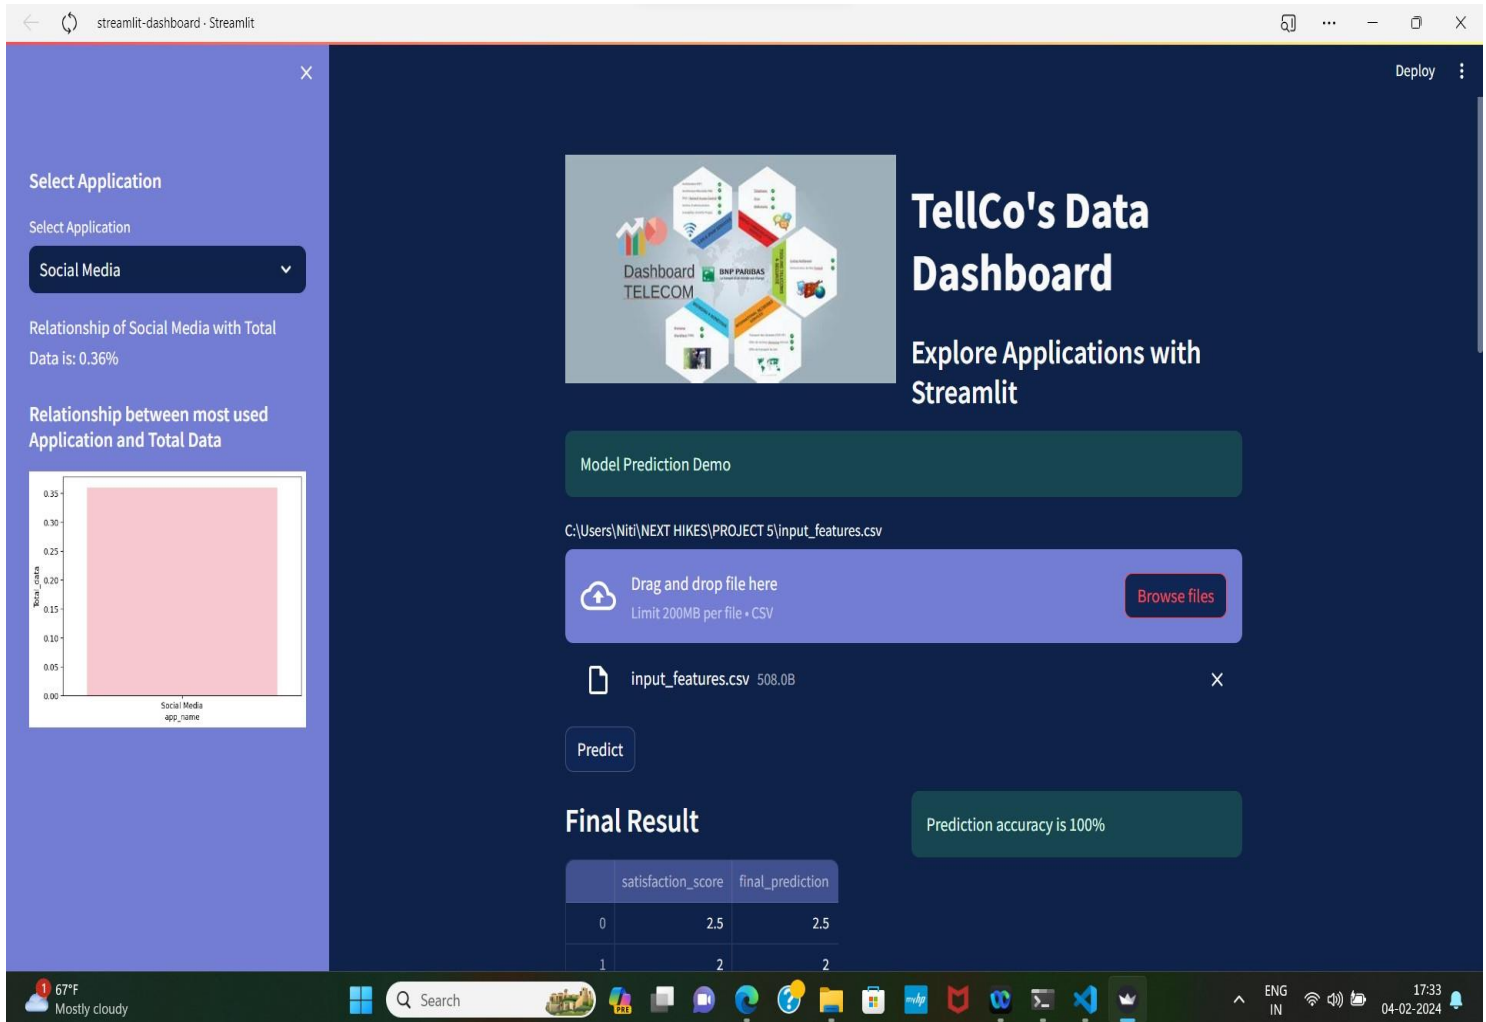 streamlit-dashboard · Streamlit
Deploy
Select Application
Select Application
Social Media
Relationship of Social Media with Total
Data is: 0.36%
Relationship between most used
Application and Total Data
0.35
0.30
0.25
0.20
0.15
0.10
0.05
0.00
Total_data
Social Media
app_name
Dashboard
TELECOM
BNP PARIBAS
TellCo's Data
Dashboard
Explore Applications with
Streamlit
Model Prediction Demo
C:\Users\Niti\NEXT HIKES\PROJECT 5\input_features.csv
Drag and drop file here
Limit 200MB per file • CSV
Browse files
input_features.csv 508.0B
Predict
Final Result
Prediction accuracy is 100%
satisfaction_score final_prediction
0 2.5 2.5
1 2 2
1
67°F
Mostly cloudy
Search
PRE
myhp
ENG
IN
17:33
04-02-2024